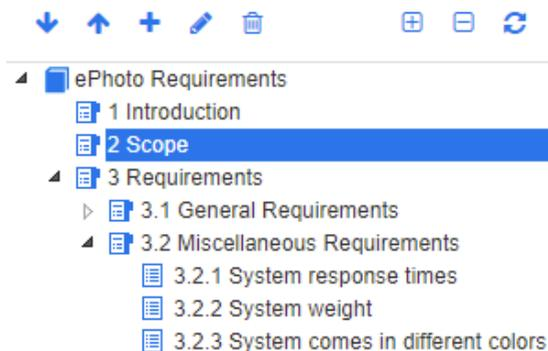 ePhoto Requirements
1 Introduction
2 Scope
3 Requirements
3.1 General Requirements
3.2 Miscellaneous Requirements
3.2.1 System response times
3.2.2 System weight
3.2.3 System comes in different colors